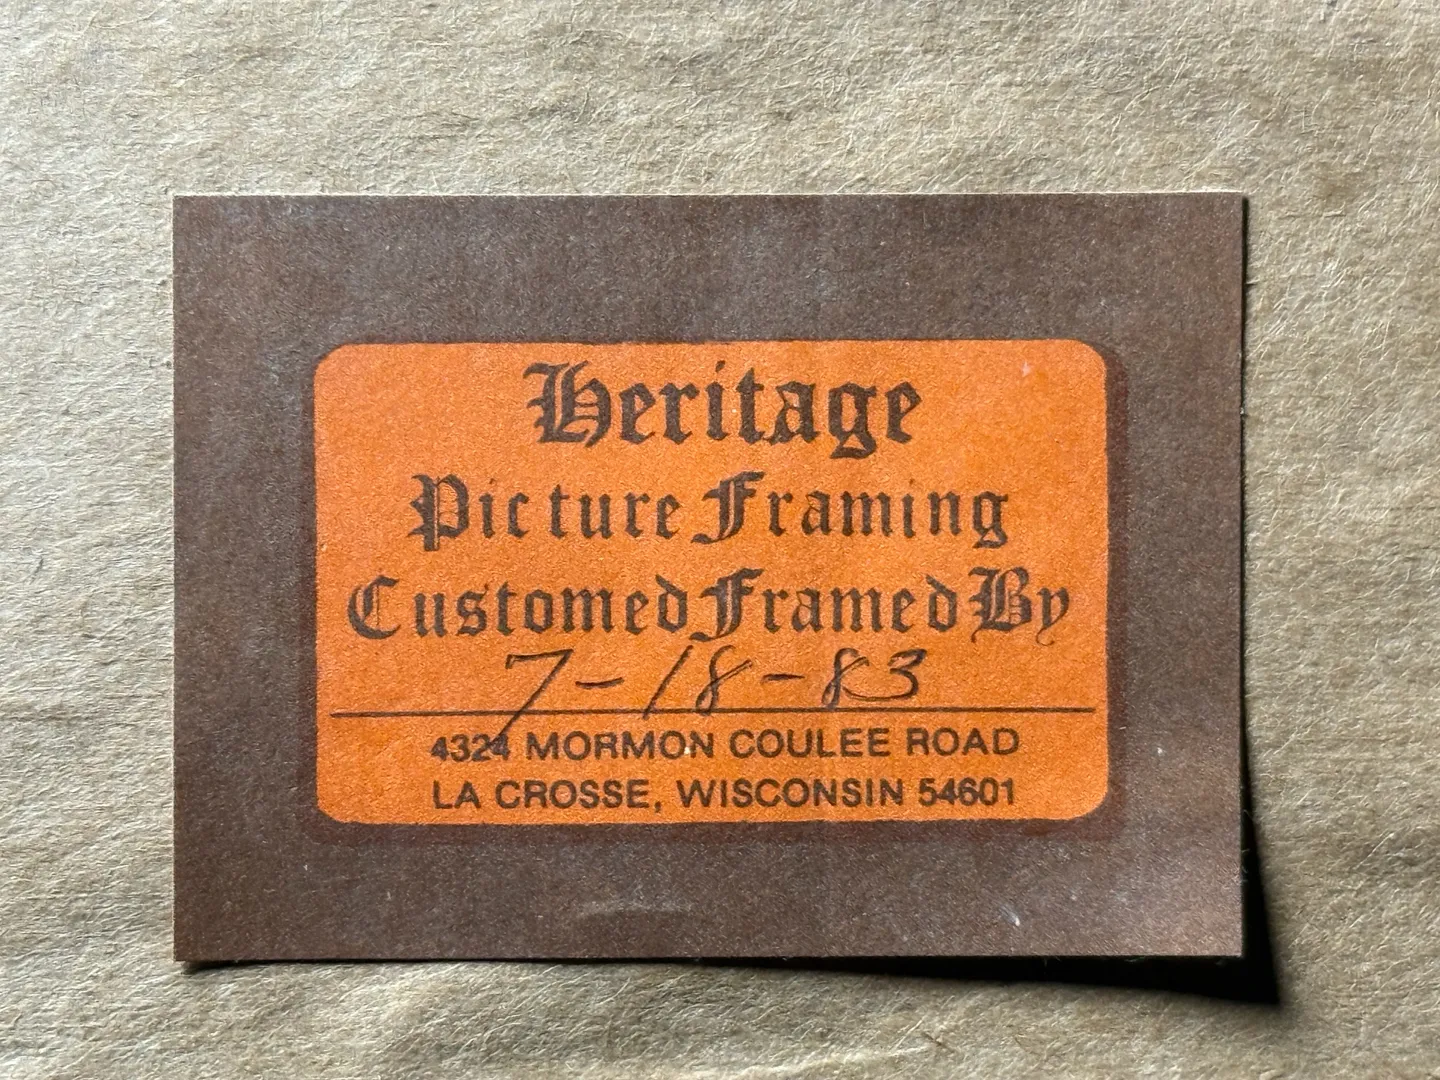 Heritage
Picture Framing
Customed Framed By
7-18-83
4324 MORMON COULEE ROAD
LA CROSSE, WISCONSIN 54601